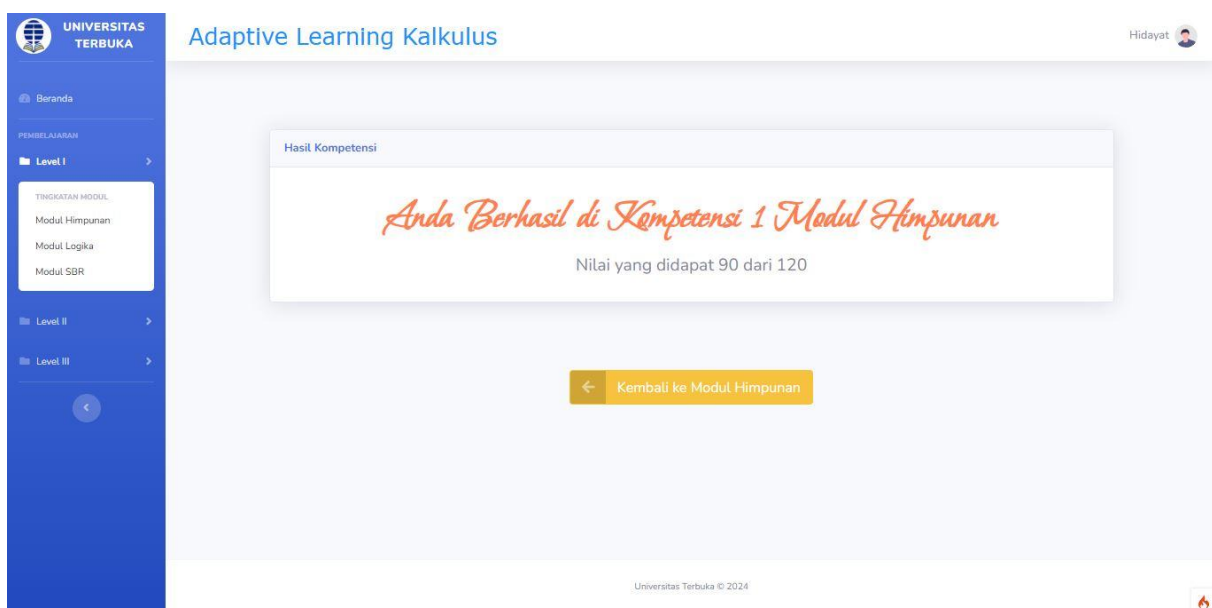 UNIVERSITAS
TERBUKA
Adaptive Learning Kalkulus
Hidayat
Beranda
PEMBELAJARAN
Level I
TINGKATAN MODUL
Modul Himpunan
Modul Logika
Modul SBR
Level II
Level III
Hasil Kompetensi
Anda Berhasil di Kompetensi 1 Modul Himpunan
Nilai yang didapat 90 dari 120
Kembali ke Modul Himpunan
Universitas Terbuka © 2024